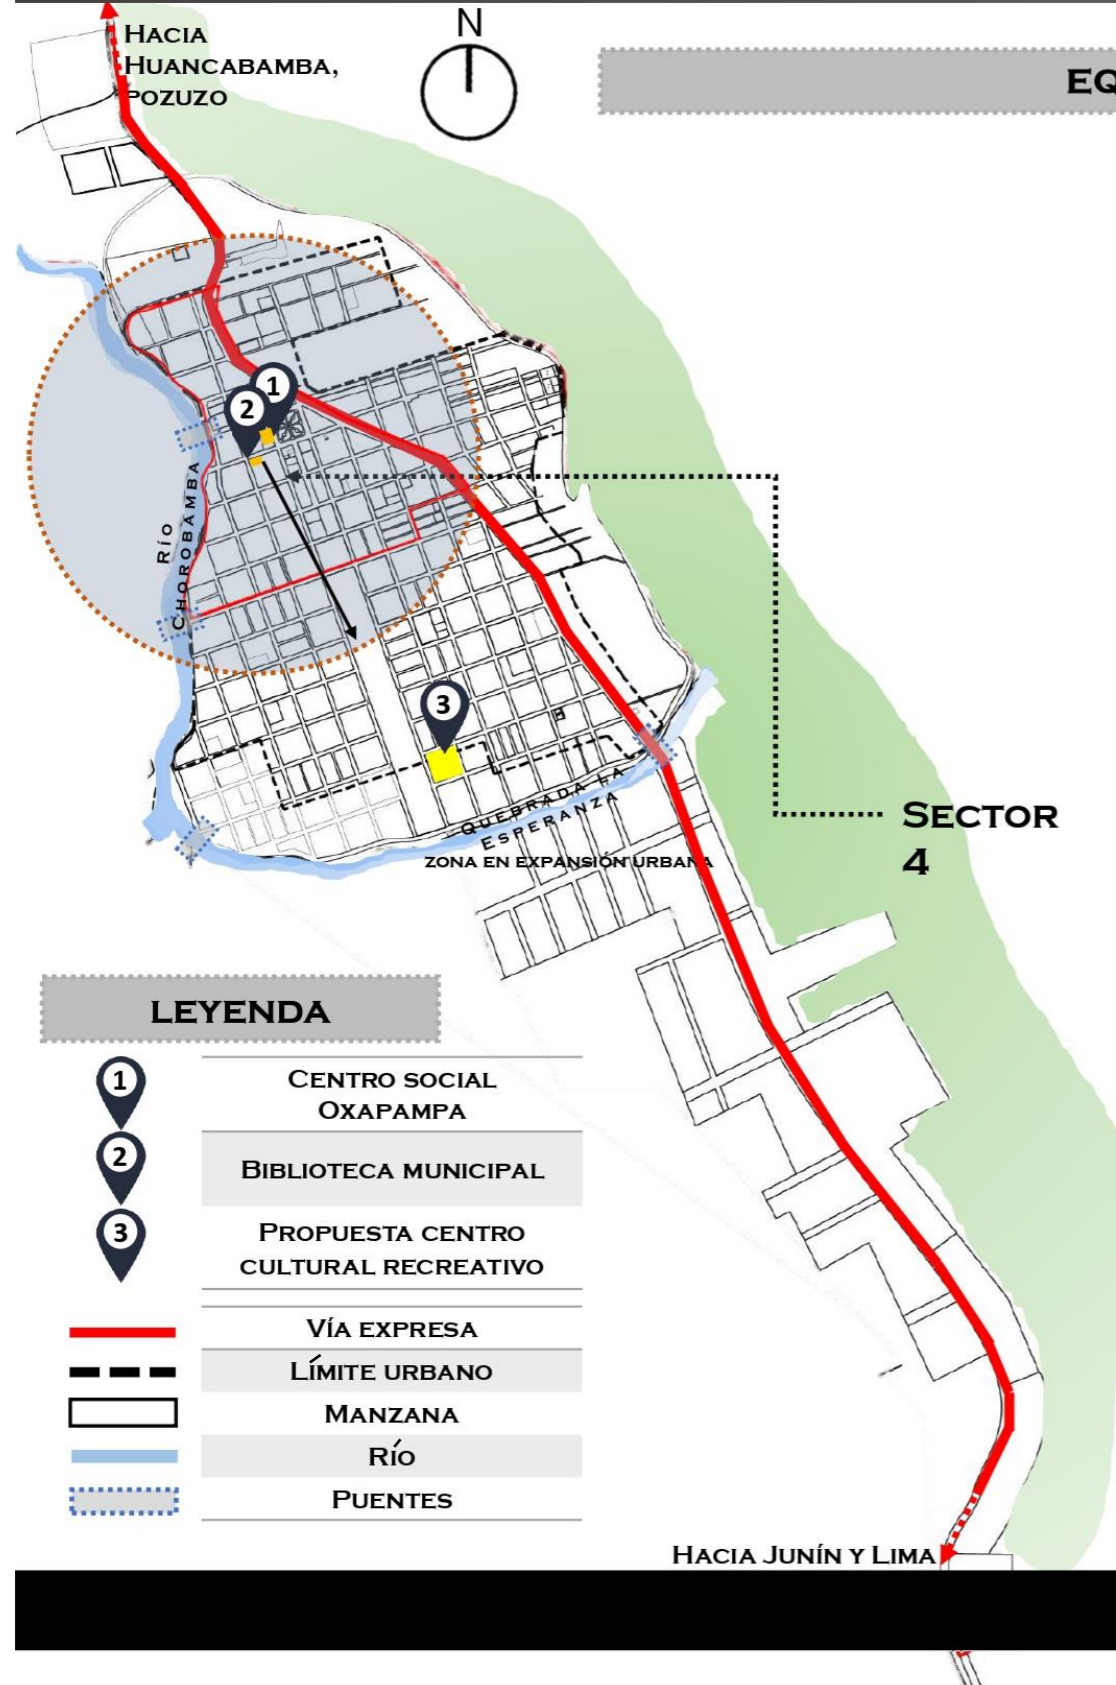 HACIA
HUANCABAMBA,
POZUZO
N
EQ
1
2
RÍO
CHOROBAMBA
3
QUEBRADA LA
ESPERANZA
ZONA EN EXPANSIÓN URBANA
SECTOR
4
LEYENDA
1
CENTRO SOCIAL
OXAPAMPA
2
BIBLIOTECA MUNICIPAL
3
PROPUESTA CENTRO
CULTURAL RECREATIVO
VÍA EXPRESA
LÍMITE URBANO
MANZANA
RÍO
PUENTES
HACIA JUNÍN Y LIMA